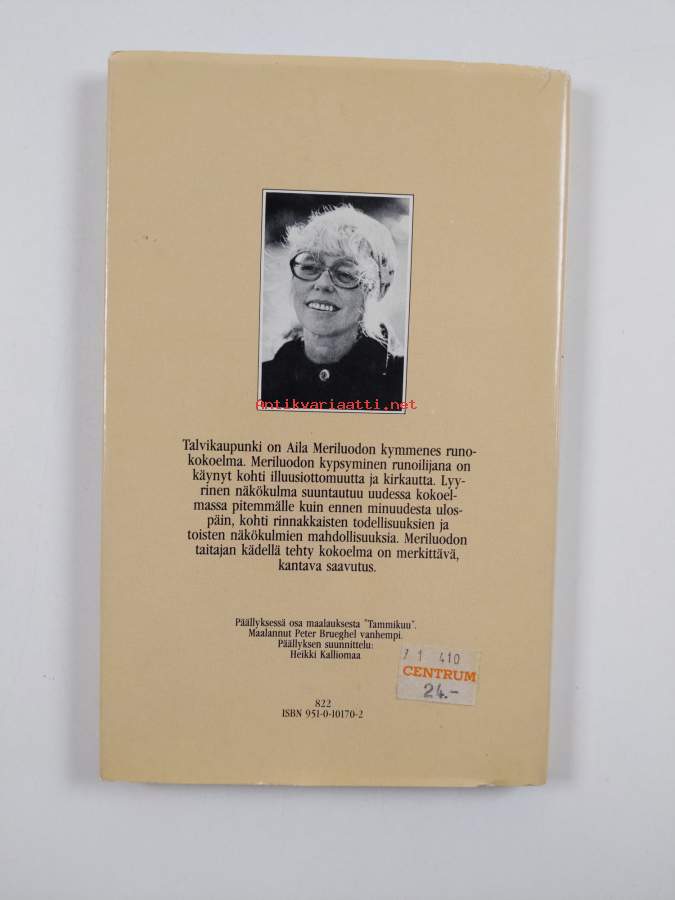 Antikvariaatti.net
Talvikaupunki on Aila Meriluodon kymmenes runo-
kokoelma. Meriluodon kypsyminen runoilijana on
käynyt kohti illuusiottomuutta ja kirkautta. Lyy-
rinen näkökulma suuntautuu uudessa kokoel-
massa pitemmälle kuin ennen minuudesta ulos-
päin, kohti rinnakkaisten todellisuuksien ja
toisten näkökulmien mahdollisuuksia. Meriluodon
taitajan kädellä tehty kokoelma on merkittävä,
kantava saavutus.
Päällyksessä osa maalauksesta "Tammikuu".
Maalannut Peter Brueghel vanhempi.
Päällyksen suunnittelu:
Heikki Kalliomaa
1 410
CENTRUM
24.-
822
ISBN 951-0-10170-2